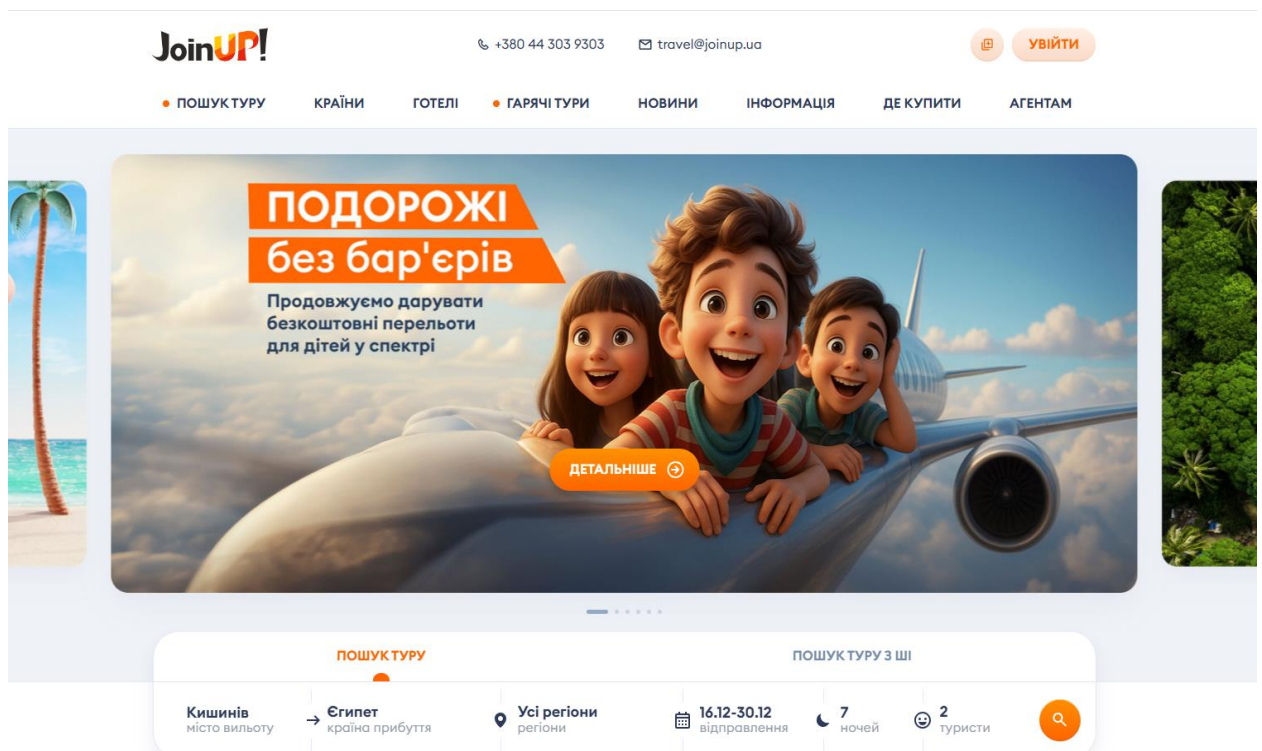 JoinUP!
+380 44 303 9303
travel@joinup.ua
УВІЙТИ
ПОШУК ТУРУ
КРАЇНИ
ГОТЕЛІ
ГАРЯЧІ ТУРИ
НОВИНИ
ІНФОРМАЦІЯ
ДЕ КУПИТИ
АГЕНТАМ
ПОДОРОЖІ
без бар'єрів
Продовжуємо дарувати
безкоштовні перельоти
для дітей у спектрі
ДЕТАЛЬНІШЕ
ПОШУК ТУРУ
ПОШУК ТУРУ З ШІ
Кишинів
місто вильоту
Єгипет
країна прибуття
Усі регіони
регіони
16.12-30.12
відправлення
7
ночей
2
туристи